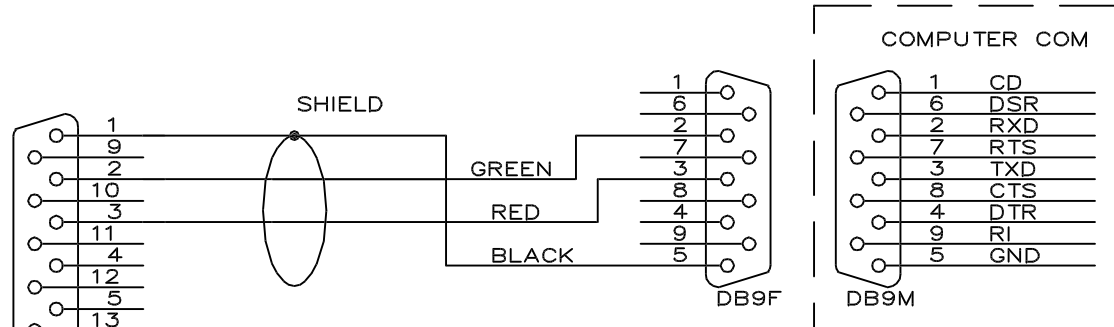 COMPUTER COM
SHIELD
1
9
2
10
3
11
4
12
5
13
GREEN
RED
BLACK
1
6
2
7
3
8
4
9
5
DB9F
1 CD
6 DSR
2 RXD
7 RTS
3 TXD
8 CTS
4 DTR
9 RI
5 GND
DB9M